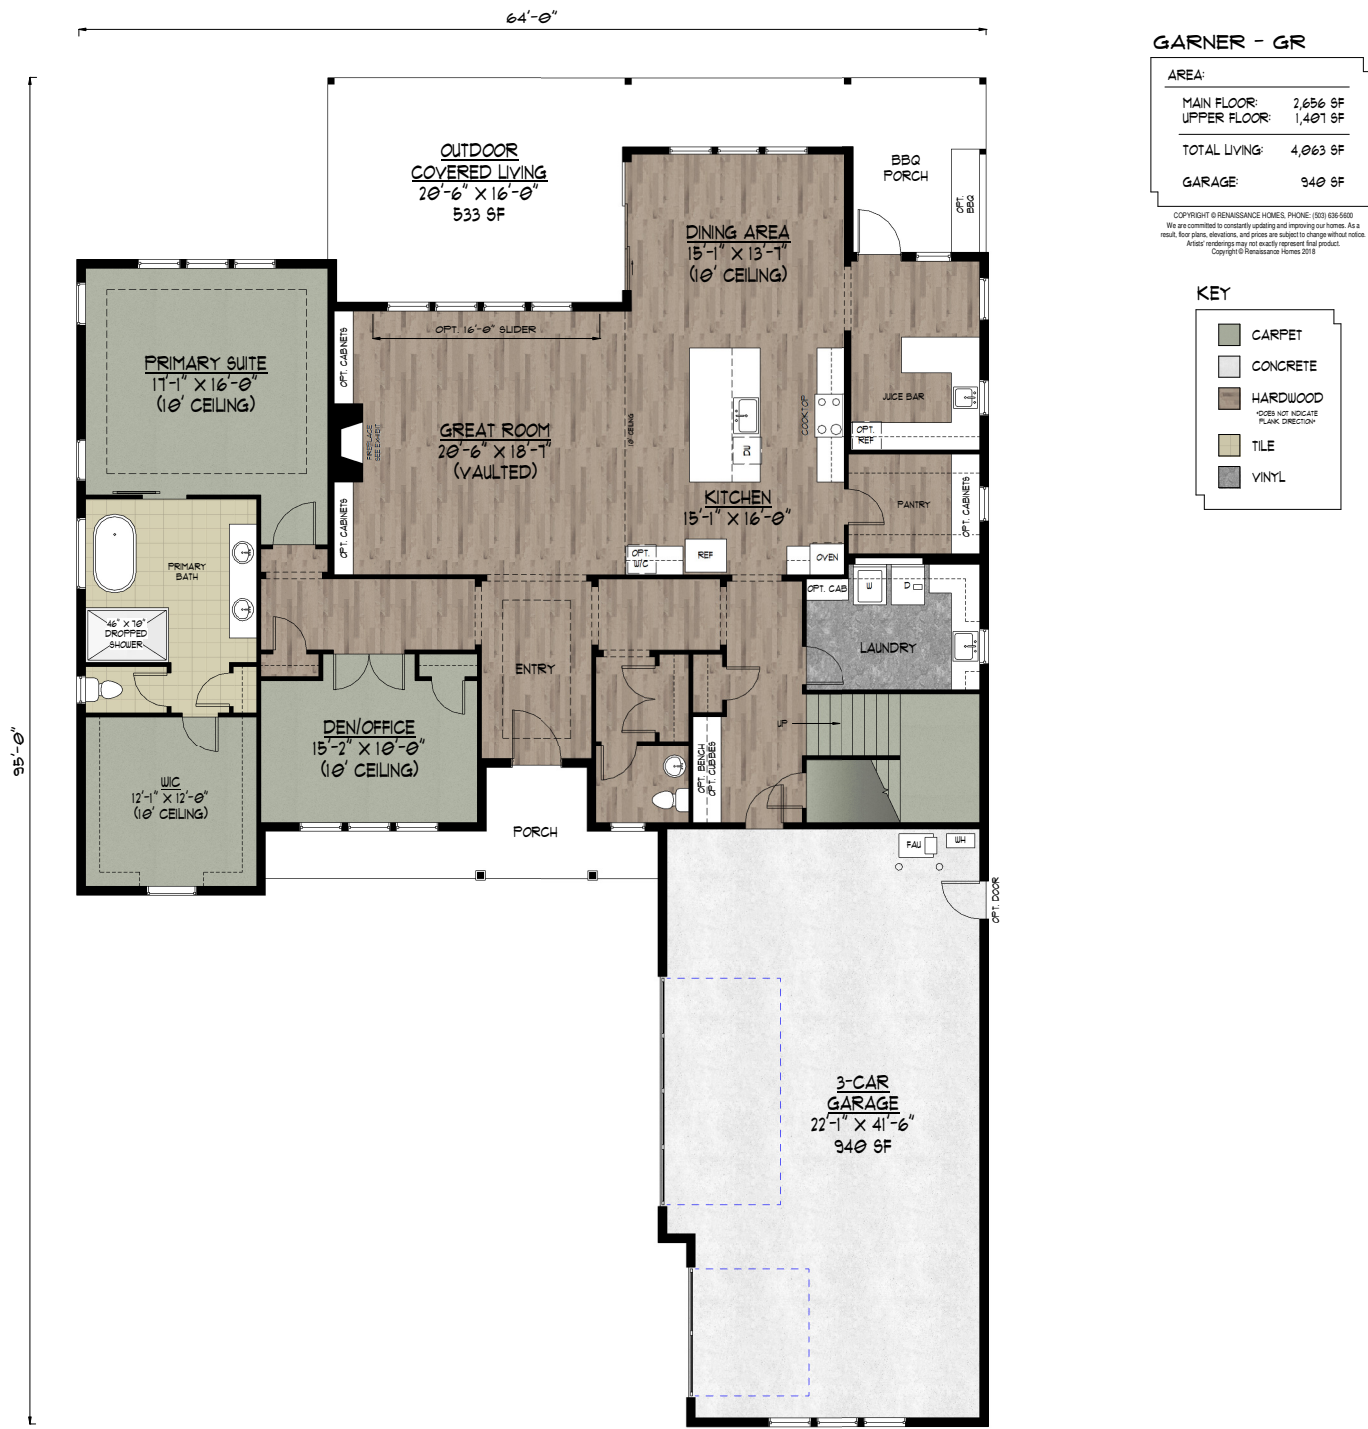 64'-0"
GARNER - GR
AREA:
MAIN FLOOR: 2,656 SF
UPPER FLOOR: 1,407 SF
TOTAL LIVING: 4,063 SF
GARAGE: 940 SF
COPYRIGHT © RENAISSANCE HOMES, PHONE: (503) 636-5600
We are committed to constantly updating and improving our homes. As a
result, floor plans, elevations, and prices are subject to change without notice.
Artists' renderings may not exactly represent final product.
Copyright © Renaissance Homes 2018
KEY
CARPET
CONCRETE
HARDWOOD
*DOES NOT INDICATE
PLANK DIRECTION*
TILE
VINYL
OUTDOOR
COVERED LIVING
20'-6" X 16'-0"
533 SF
BBQ
PORCH
OPT.
BBQ
DINING AREA
15'-1" X 13'-7"
(10' CEILING)
OPT. 16'-0" SLIDER
OPT. CABINETS
PRIMARY SUITE
17'-1" X 16'-0"
(10' CEILING)
FIREPLACE
SEE EXHIBIT
GREAT ROOM
20'-6" X 18'-7"
(VAULTED)
10' CEILING
DW
COOKTOP
JUICE BAR
OPT.
REF
KITCHEN
15'-1" X 16'-0"
PANTRY
OPT. CABINETS
OPT. CABINETS
PRIMARY
BATH
OPT.
W/C
REF
OVEN
OPT. CAB
W
D
46" X 70"
DROPPED
SHOWER
LAUNDRY
ENTRY
UP
DEN/OFFICE
15'-2" X 10'-0"
(10' CEILING)
OPT. BENCH
OPT. CUBBIES
WIC
12'-1" X 12'-0"
(10' CEILING)
95'-0"
PORCH
FAU
WH
OPT. DOOR
3-CAR
GARAGE
22'-1" X 41'-6"
940 SF